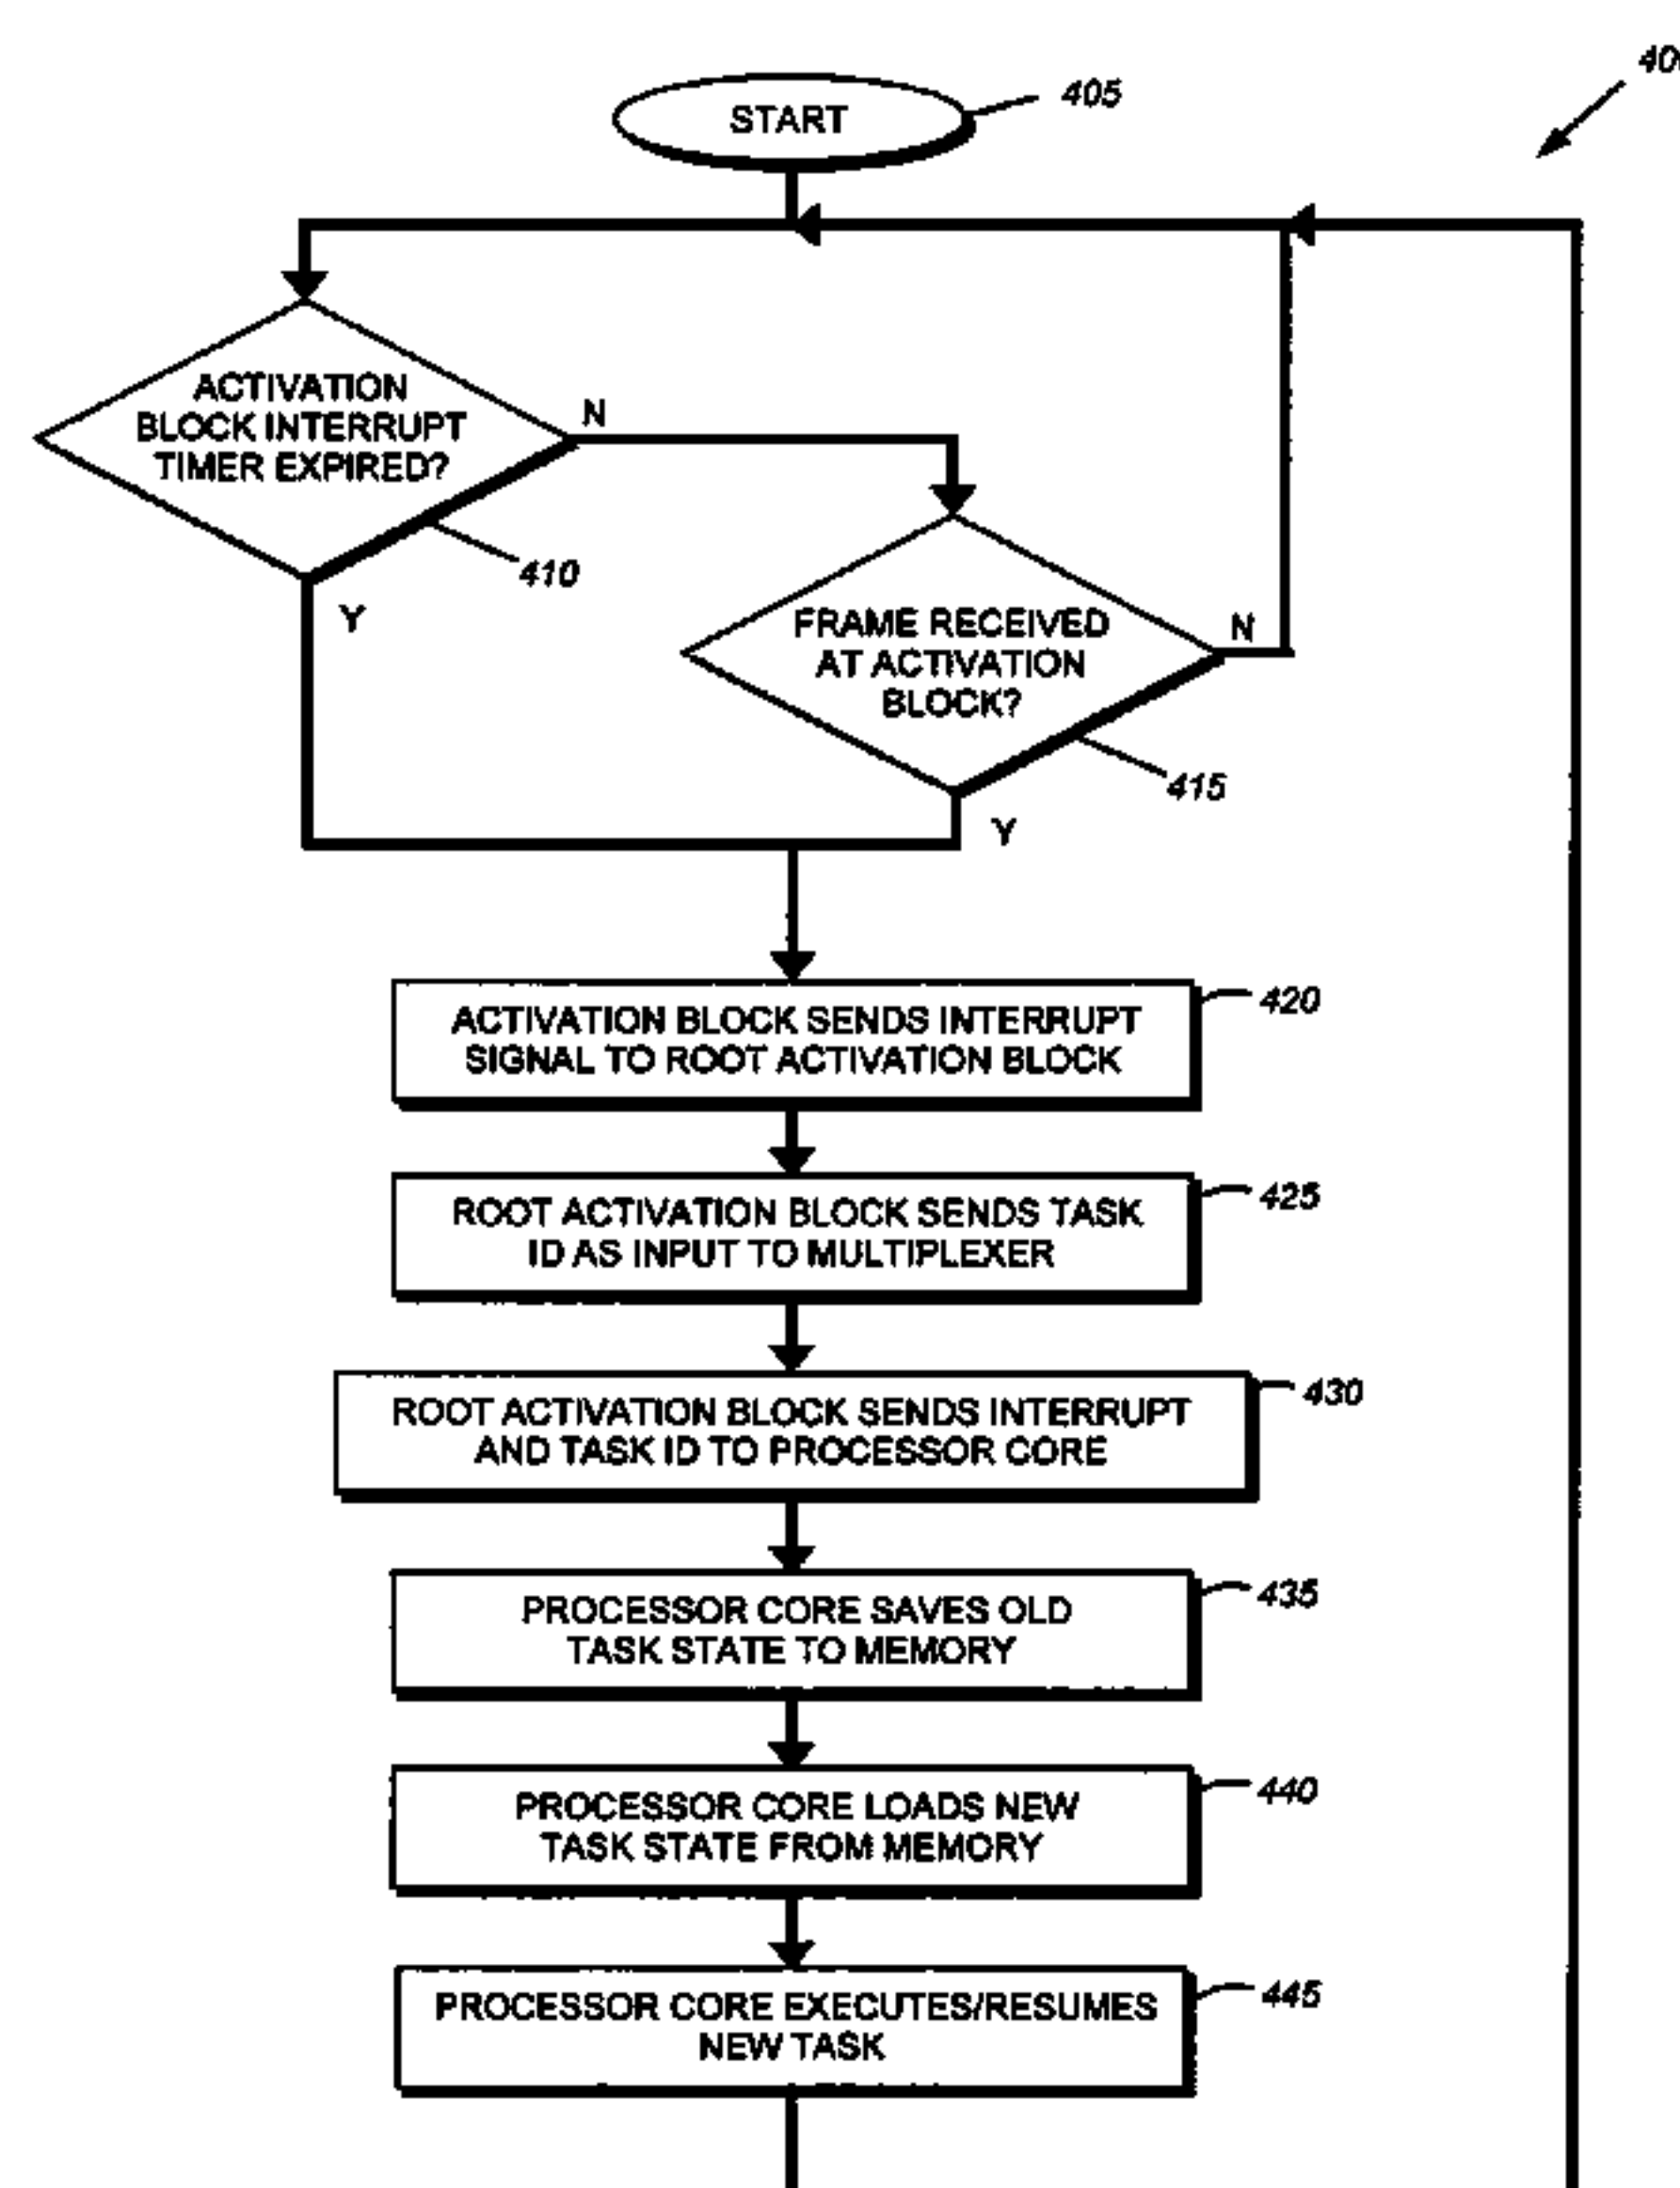 START
405
ACTIVATION
BLOCK INTERRUPT
TIMER EXPIRED?
N
410
Y
FRAME RECEIVED
AT ACTIVATION
BLOCK?
N
415
Y
ACTIVATION BLOCK SENDS INTERRUPT
SIGNAL TO ROOT ACTIVATION BLOCK
420
ROOT ACTIVATION BLOCK SENDS TASK
ID AS INPUT TO MULTIPLEXER
425
ROOT ACTIVATION BLOCK SENDS INTERRUPT
AND TASK ID TO PROCESSOR CORE
430
PROCESSOR CORE SAVES OLD
TASK STATE TO MEMORY
435
PROCESSOR CORE LOADS NEW
TASK STATE FROM MEMORY
440
PROCESSOR CORE EXECUTES/RESUMES
NEW TASK
445